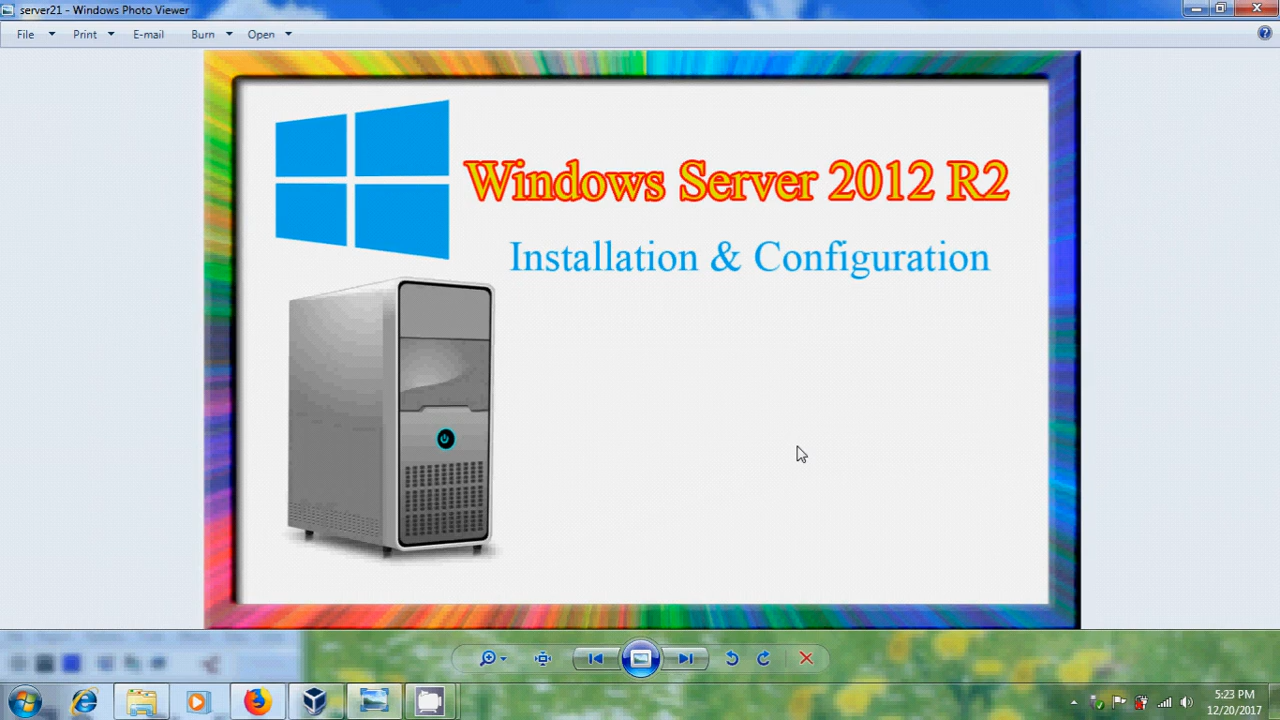 server21 - Windows Photo Viewer
File Print E-mail Burn Open
Windows Server 2012 R2
Installation & Configuration
5:23 PM
12/20/2017